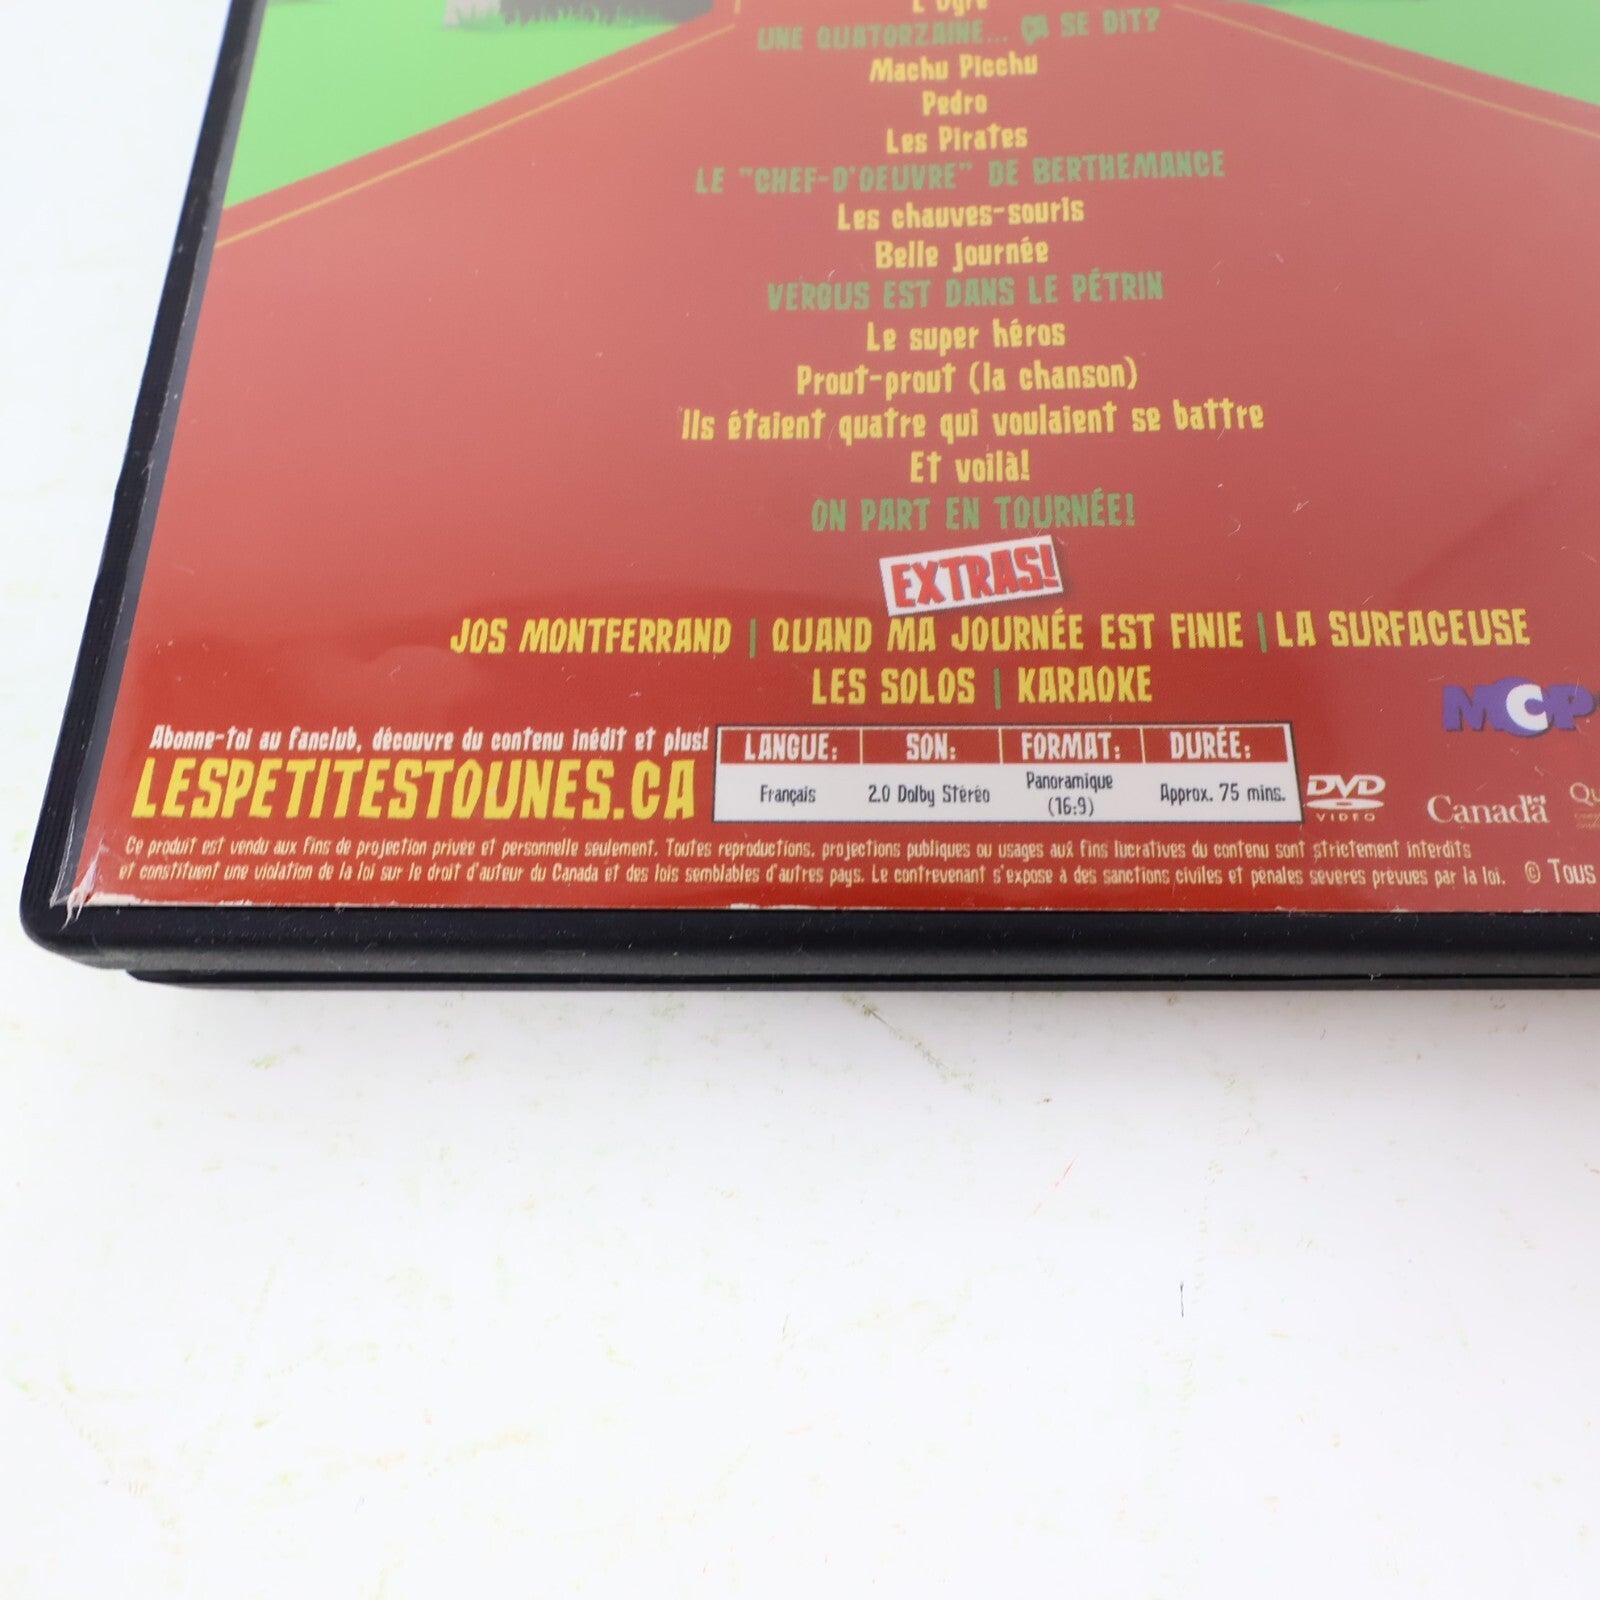 L'Ogre
UNE QUATORZAINE... ÇA SE DIT?
Machu Picchu
Pedro
Les Pirates
LE "CHEF-D'OEUVRE" DE BERTHEMANCE
Les chauves-souris
Belle journée
VERGUS EST DANS LE PÉTRIN
Le super héros
Prout-prout (la chanson)
Ils étaient quatre qui voulaient se battre
Et voilà!
ON PART EN TOURNÉE!
EXTRAS!
JOS MONTFERRAND | QUAND MA JOURNÉE EST FINIE | LA SURFACEUSE
LES SOLOS | KARAOKE
MCP
Abonne-toi au fanclub, découvre du contenu inédit et plus!
LESPETITESTOUNES.CA
LANGUE: SON: FORMAT: DURÉE:
Français 2.0 Dolby Stéréo Panoramique (16:9) Approx. 75 mins.
DVD VIDEO
Canada
Ce produit est vendu aux fins de projection privée et personnelle seulement. Toutes reproductions, projections publiques ou usages aux fins lucratives du contenu sont strictement interdits
et constituent une violation de la loi sur le droit d'auteur du Canada et des lois semblables d'autres pays. Le contrevenant s'expose à des sanctions civiles et pénales sévères prévues par la loi. © Tous